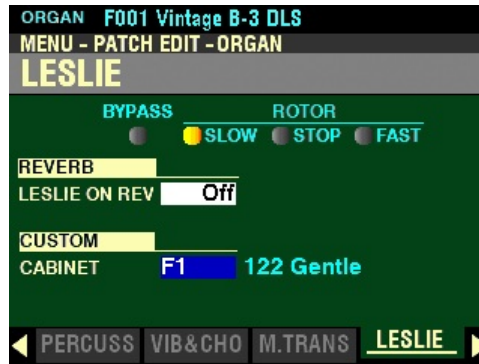 ORGAN F001 Vintage B-3 DLS
MENU - PATCH EDIT - ORGAN
LESLIE
BYPASS ROTOR
SLOW STOP FAST
REVERB
LESLIE ON REV Off
CUSTOM
CABINET F1 122 Gentle
PERCUSS VIB&CHO M.TRANS LESLIE